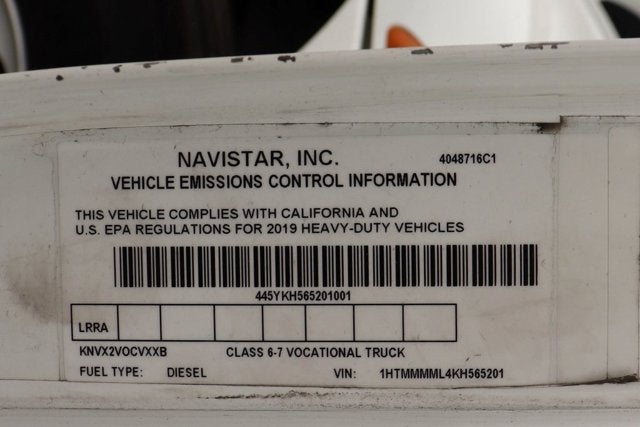 NAVISTAR, INC. 4048716C1
VEHICLE EMISSIONS CONTROL INFORMATION
THIS VEHICLE COMPLIES WITH CALIFORNIA AND
U.S. EPA REGULATIONS FOR 2019 HEAVY-DUTY VEHICLES
445YKH565201001
LRRA
KNVX2VOCVXXB CLASS 6-7 VOCATIONAL TRUCK
FUEL TYPE: DIESEL VIN: 1HTMMMML4KH565201